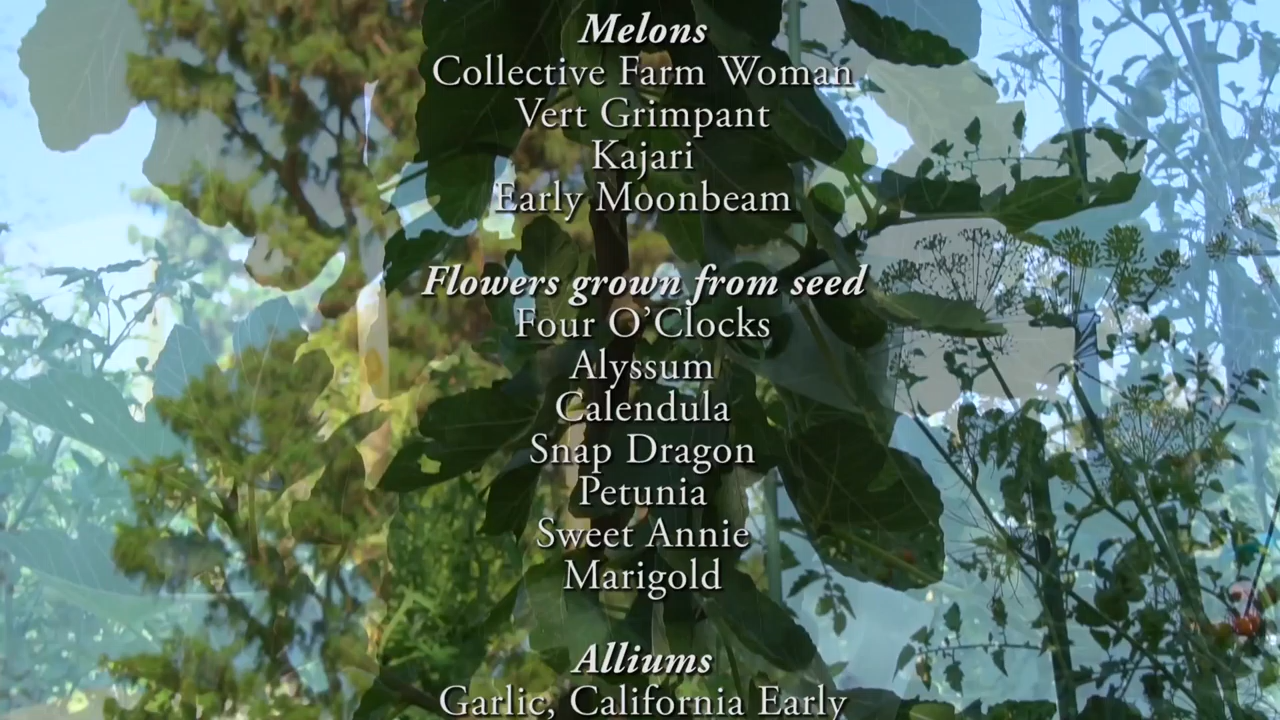 Melons
Collective Farm Woman
Vert Grimpant
Kajari
Early Moonbeam
Flowers grown from seed
Four O’Clocks
Alyssum
Calendula
Snap Dragon
Petunia
Sweet Annie
Marigold
Alliums
Garlic, California Early